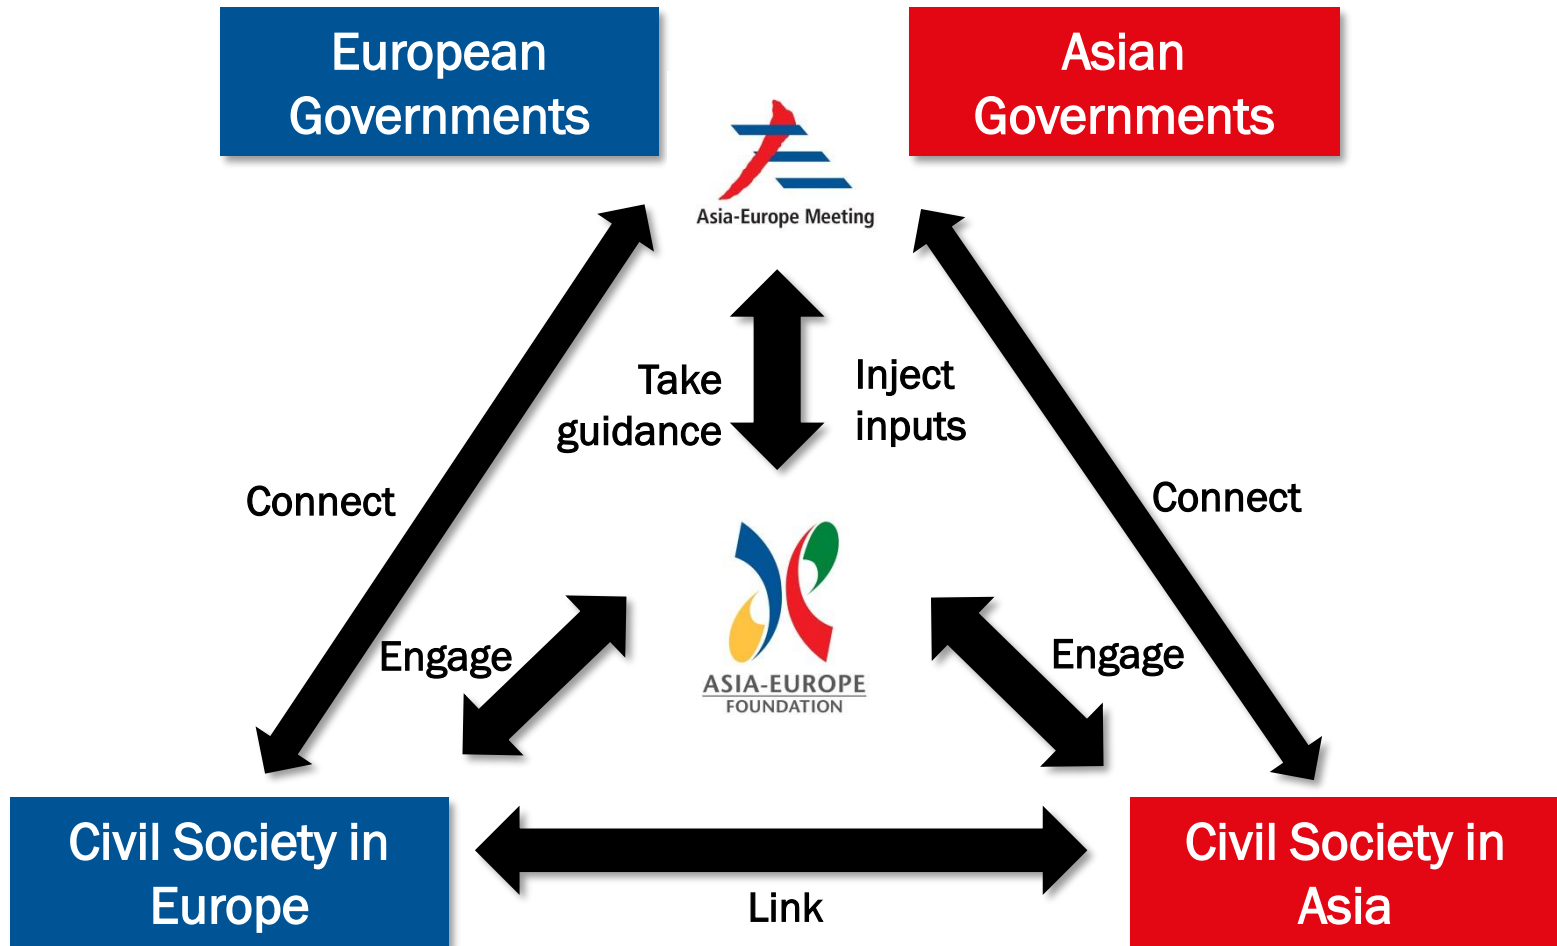 European
Governments
Asian
Governments
Asia-Europe Meeting
Take
guidance
Inject
inputs
Connect
Connect
Engage
Engage
ASIA-EUROPE
FOUNDATION
Civil Society in
Europe
Link
Civil Society in
Asia